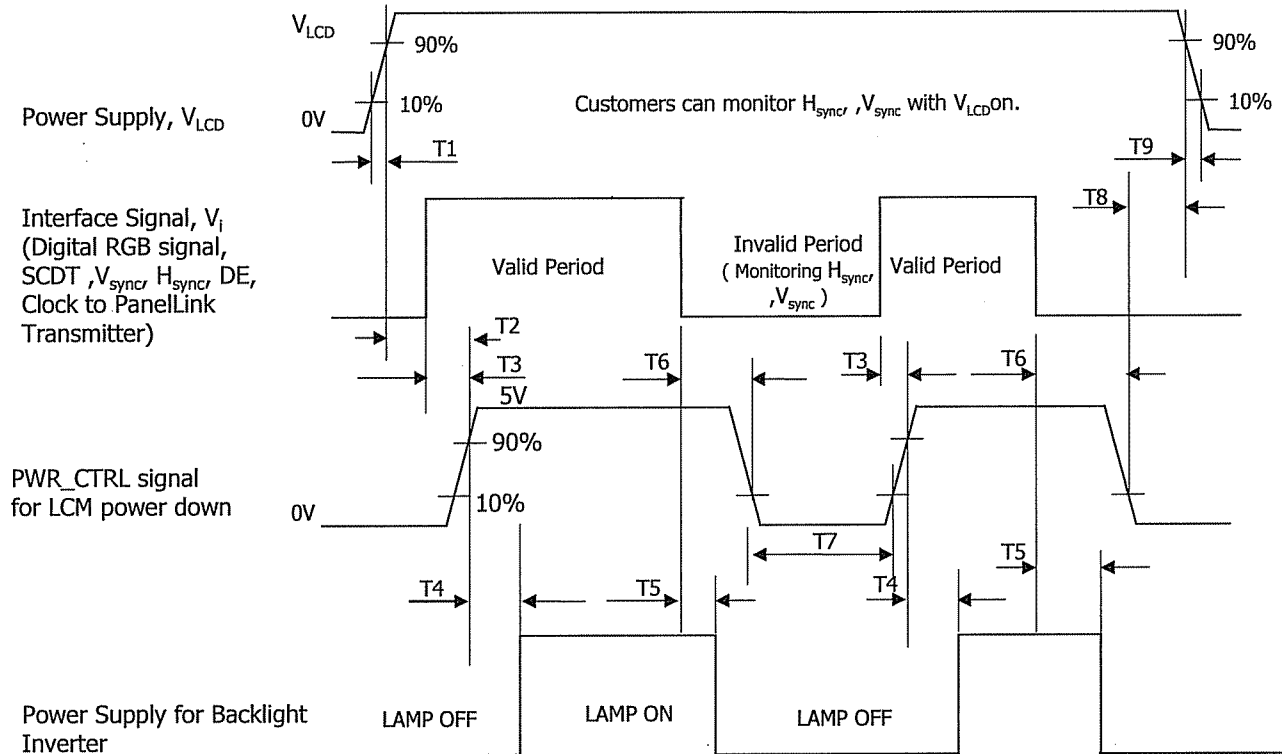 V_LCD
90%
90%
10%
10%
Power Supply, V_LCD
0V
Customers can monitor H_sync, ,V_sync with V_LCDon.
T1
T9
T8
Interface Signal, V_i
(Digital RGB signal,
SCDT ,V_sync, H_sync, DE,
Clock to PanelLink
Transmitter)
Valid Period
Invalid Period
( Monitoring H_sync,
,V_sync )
Valid Period
T2
T3
T6
T3
T6
5V
90%
10%
PWR_CTRL signal
for LCM power down
0V
T7
T4
T5
T4
T5
Power Supply for Backlight
Inverter
LAMP OFF
LAMP ON
LAMP OFF